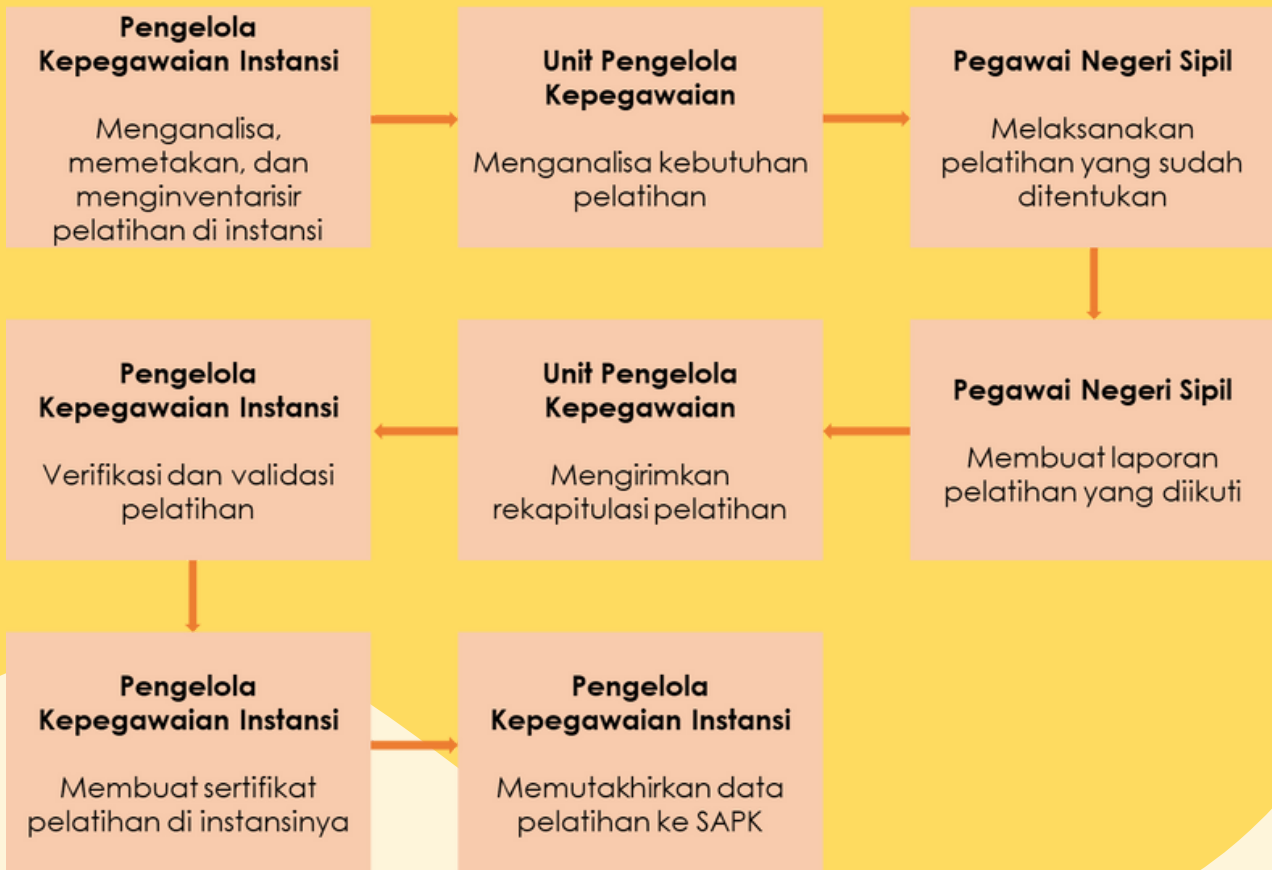 Pengelola
Kepegawaian Instansi
Menganalisa,
memetakan, dan
menginventarisir
pelatihan di instansi
Unit Pengelola
Kepegawaian
Menganalisa kebutuhan
pelatihan
Pegawai Negeri Sipil
Melaksanakan
pelatihan yang sudah
ditentukan
Pegawai Negeri Sipil
Membuat laporan
pelatihan yang diikuti
Unit Pengelola
Kepegawaian
Mengirimkan
rekapitulasi pelatihan
Pengelola
Kepegawaian Instansi
Verifikasi dan validasi
pelatihan
Pengelola
Kepegawaian Instansi
Membuat sertifikat
pelatihan di instansinya
Pengelola
Kepegawaian Instansi
Memutakhirkan data
pelatihan ke SAPK